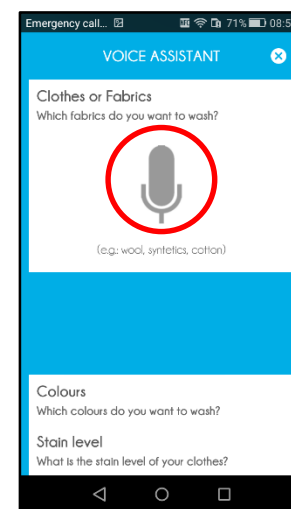 Emergency call... 71% 08:5
VOICE ASSISTANT
Clothes or Fabrics
Which fabrics do you want to wash?
(e.g.: wool, syntetics, cotton)
Colours
Which colours do you want to wash?
Stain level
What is the stain level of your clothes?